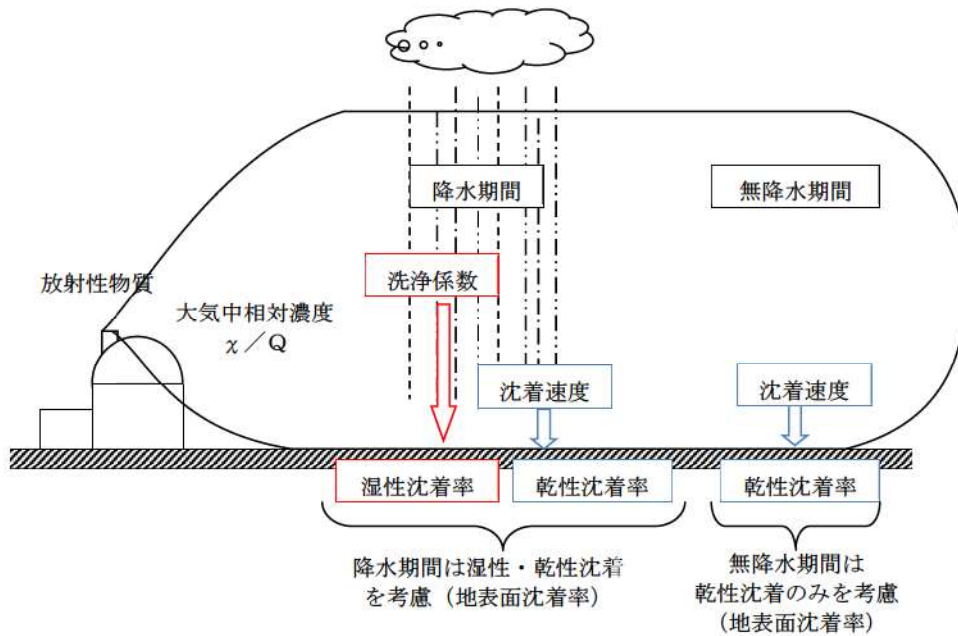 降水期間
無降水期間
放射性物質
洗浄係数
大気中相対濃度
χ／Q
沈着速度
沈着速度
湿性沈着率
乾性沈着率
乾性沈着率
降水期間は湿性・乾性沈着
を考慮（地表面沈着率）
無降水期間は
乾性沈着のみを考慮
（地表面沈着率）